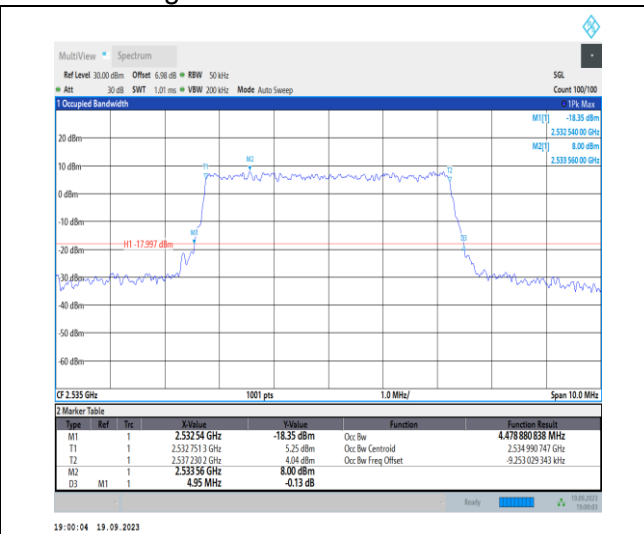 MultiView Spectrum
Ref Level 30.00 dBm Offset 6.98 dB RBW 50 kHz SGL
Att 30 dB SWT 1.01 ms VBW 200 kHz Mode Auto Sweep Count 100/100
1 Occupied Bandwidth 1Pk Max
M1[1] -18.35 dBm
2.532 540 00 GHz
M2[1] 8.00 dBm
2.533 560 00 GHz
20 dBm
M2
10 dBm
T1 T2
0 dBm
-10 dBm
M1 D3
H1 -17.997 dBm
-20 dBm
-30 dBm
-40 dBm
-50 dBm
-60 dBm
CF 2.535 GHz 1001 pts 1.0 MHz/ Span 10.0 MHz
2 Marker Table
Type Ref Trc X-Value Y-Value Function Function Result
M1 1 2.532 54 GHz -18.35 dBm Occ Bw 4.478 880 838 MHz
T1 1 2.532 751 3 GHz 5.25 dBm Occ Bw Centroid 2.534 990 747 GHz
T2 1 2.537 230 2 GHz 4.04 dBm Occ Bw Freq Offset -9.253 029 343 kHz
M2 1 2.533 56 GHz 8.00 dBm
D3 M1 1 4.95 MHz -0.13 dB
Ready 19.09.2023
19:00:03
19:00:04 19.09.2023